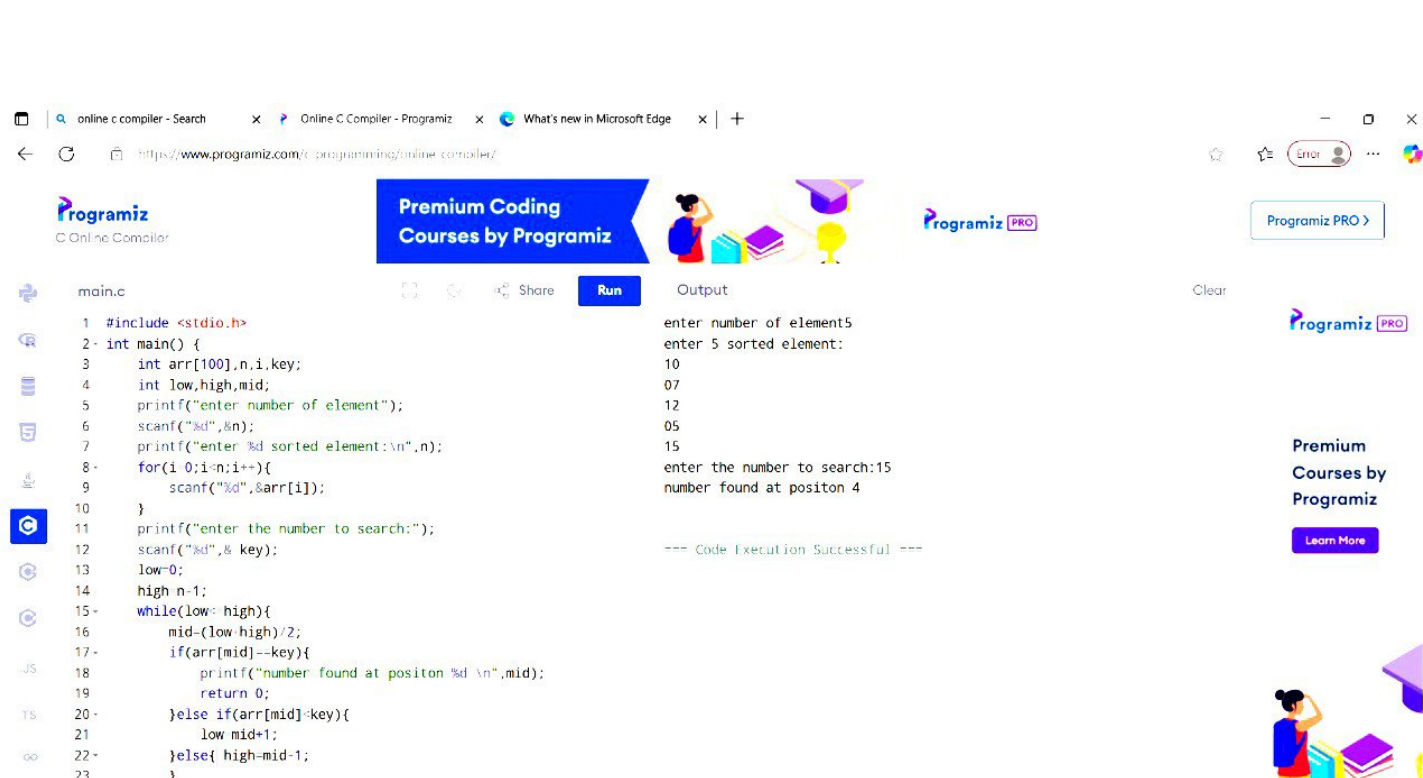 online c compiler - Search
Online C Compiler - Programiz
What's new in Microsoft Edge
https://www.programiz.com/c-programming/online-compiler/
Error
Programiz
C Online Compiler
Premium Coding
Courses by Programiz
Programiz PRO
Programiz PRO >
main.c
Share
Run
Output
Clear
1 #include <stdio.h>
2 int main() {
3 int arr[100],n,i,key;
4 int low,high,mid;
5 printf("enter number of element");
6 scanf("%d",&n);
7 printf("enter %d sorted element:\n",n);
8 for(i=0;i<n;i++){
9 scanf("%d",&arr[i]);
10 }
11 printf("enter the number to search:");
12 scanf("%d",& key);
13 low=0;
14 high=n-1;
15 while(low<=high){
16 mid=(low+high)/2;
17 if(arr[mid]==key){
18 printf("number found at positon %d \n",mid);
19 return 0;
20 }else if(arr[mid]<key){
21 low=mid+1;
22 }else{ high=mid-1;
23 }
enter number of element5
enter 5 sorted element:
10
07
12
05
15
enter the number to search:15
number found at positon 4
=== Code Execution Successful ===
Programiz PRO
Premium
Courses by
Programiz
Learn More
JS
TS
GO